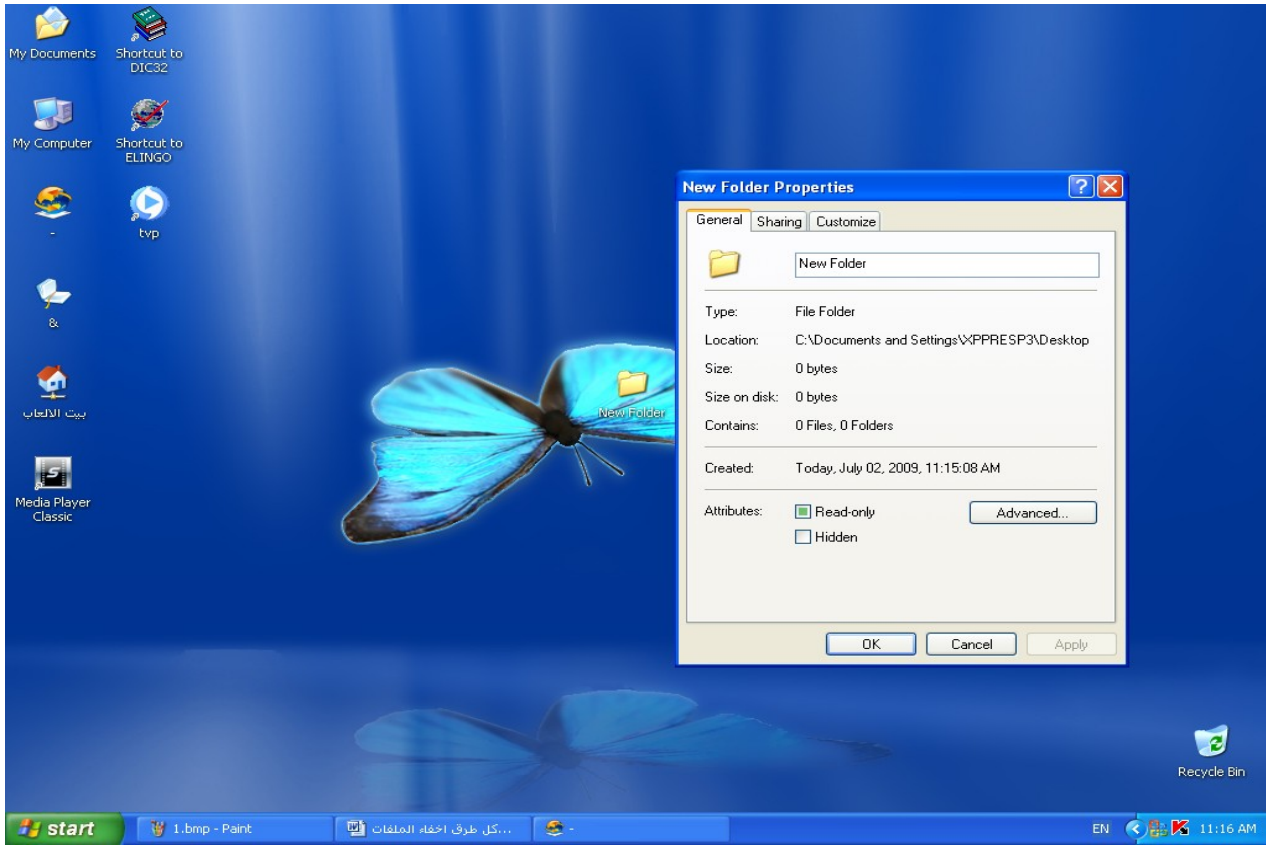 My Documents
Shortcut to
DIC32
My Computer
Shortcut to
ELINGO
-
tvp
&
بيت الالعاب
Media Player
Classic
New Folder
New Folder Properties
General
Sharing
Customize
New Folder
Type: File Folder
Location: C:\Documents and Settings\XPPRESP3\Desktop
Size: 0 bytes
Size on disk: 0 bytes
Contains: 0 Files, 0 Folders
Created: Today, July 02, 2009, 11:15:08 AM
Attributes: Read-only
Advanced...
Hidden
OK
Cancel
Apply
Recycle Bin
start
1.bmp - Paint
كل طرق اخفاء الملفات...
-
EN
11:16 AM